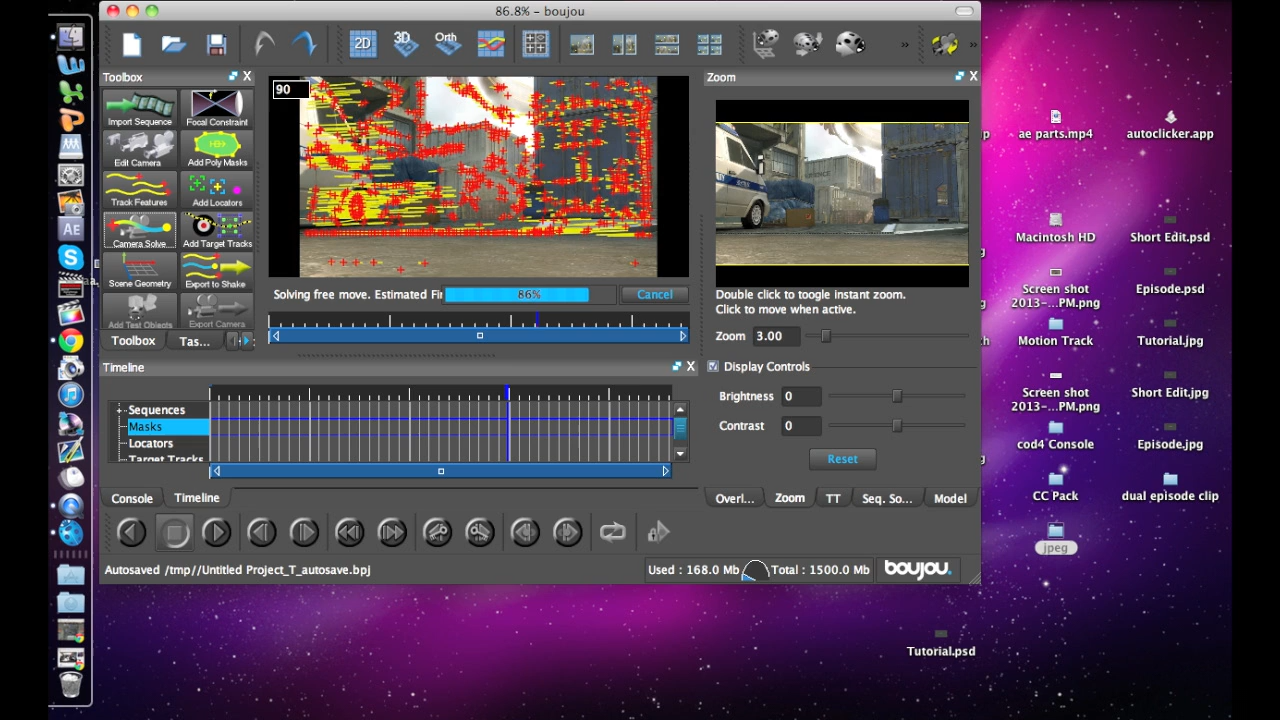 86.8% – boujou
2D
3D
Orth
Toolbox
Import Sequence
Focal Constraint
Edit Camera
Add Poly Masks
Track Features
Add Locators
Camera Solve
Add Target Tracks
Scene Geometry
Export to Shake
Add Test Objects
Export Camera
Toolbox
Tas...
90
Solving free move. Estimated Fi
86%
Cancel
Timeline
Sequences
Masks
Locators
Target Tracks
Console
Timeline
Autosaved /tmp//Untitled Project_T_autosave.bpj
Used : 168.0 Mb
Total : 1500.0 Mb
boujou.
Zoom
Double click to toogle instant zoom.
Click to move when active.
Zoom 3.00
Display Controls
Brightness 0
Contrast 0
Reset
Overl...
Zoom
TT
Seq. So...
Model
AE
ae parts.mp4
autoclicker.app
Macintosh HD
Short Edit.psd
Screen shot
2013-...PM.png
Episode.psd
Motion Track
Tutorial.jpg
Screen shot
2013-...PM.png
Short Edit.jpg
cod4 Console
Episode.jpg
CC Pack
dual episode clip
jpeg
Tutorial.psd